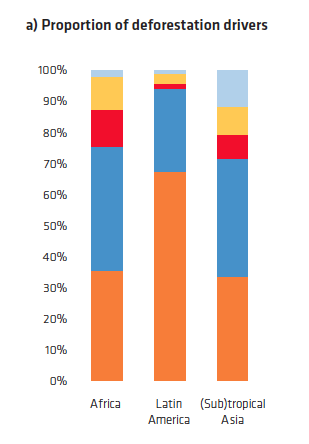 a) Proportion of deforestation drivers
100%
90%
80%
70%
60%
50%
40%
30%
20%
10%
0%
Africa
Latin
America
(Sub)tropical
Asia